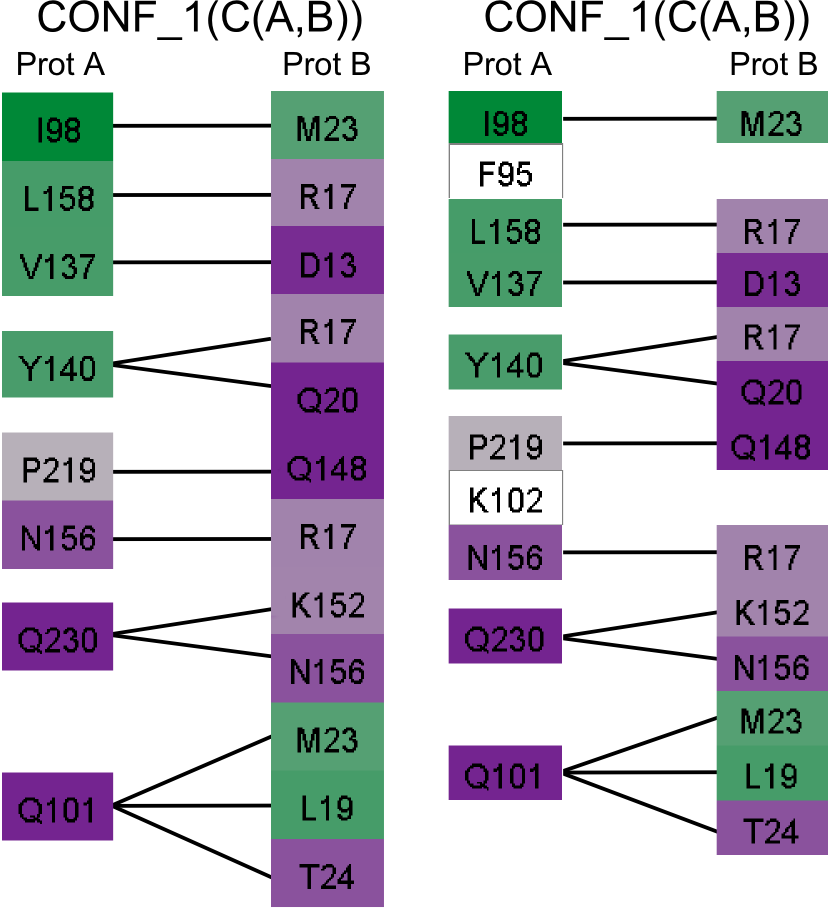 CONF_1(C(A,B))
Prot A Prot B
I98 M23
L158 R17
V137 D13
R17
Y140
Q20
P219 Q148
N156 R17
K152
Q230
N156
M23
Q101 L19
T24
CONF_1(C(A,B))
Prot A Prot B
I98 M23
F95
L158 R17
V137 D13
R17
Y140
Q20
P219 Q148
K102
N156 R17
K152
Q230
N156
M23
Q101 L19
T24